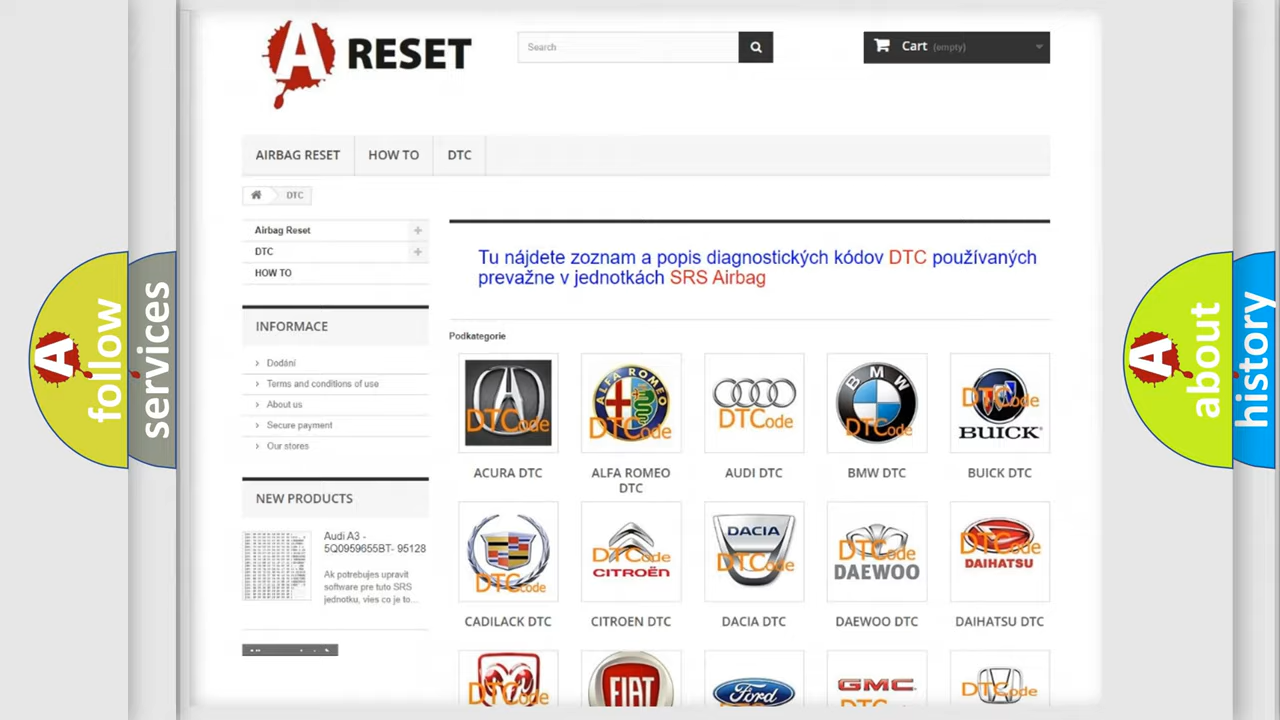 A RESET
Search
Cart (empty)
AIRBAG RESET
HOW TO
DTC
DTC
Airbag Reset
DTC
HOW TO
INFORMACE
Dodání
Terms and conditions of use
About us
Secure payment
Our stores
NEW PRODUCTS
Audi A3 -
5Q0959655BT- 95128
Ak potrebujes upravit
software pre tuto SRS
jednotku, vies co je to...
Tu nájdete zoznam a popis diagnostických kódov DTC používaných
prevažne v jednotkách SRS Airbag
Podkategorie
DTCode
ALFA ROMEO
DTCode
DTCode
BMW
DTCode
DTCode
BUICK
ACURA DTC
ALFA ROMEO
DTC
AUDI DTC
BMW DTC
BUICK DTC
DTCode
DTCode
CITROËN
DACIA
DTCode
DTCode
DAEWOO
DTCode
DAIHATSU
CADILACK DTC
CITROEN DTC
DACIA DTC
DAEWOO DTC
DAIHATSU DTC
DTCode
FIAT
Ford
GMC
DTCode
A follow
services
A about
history